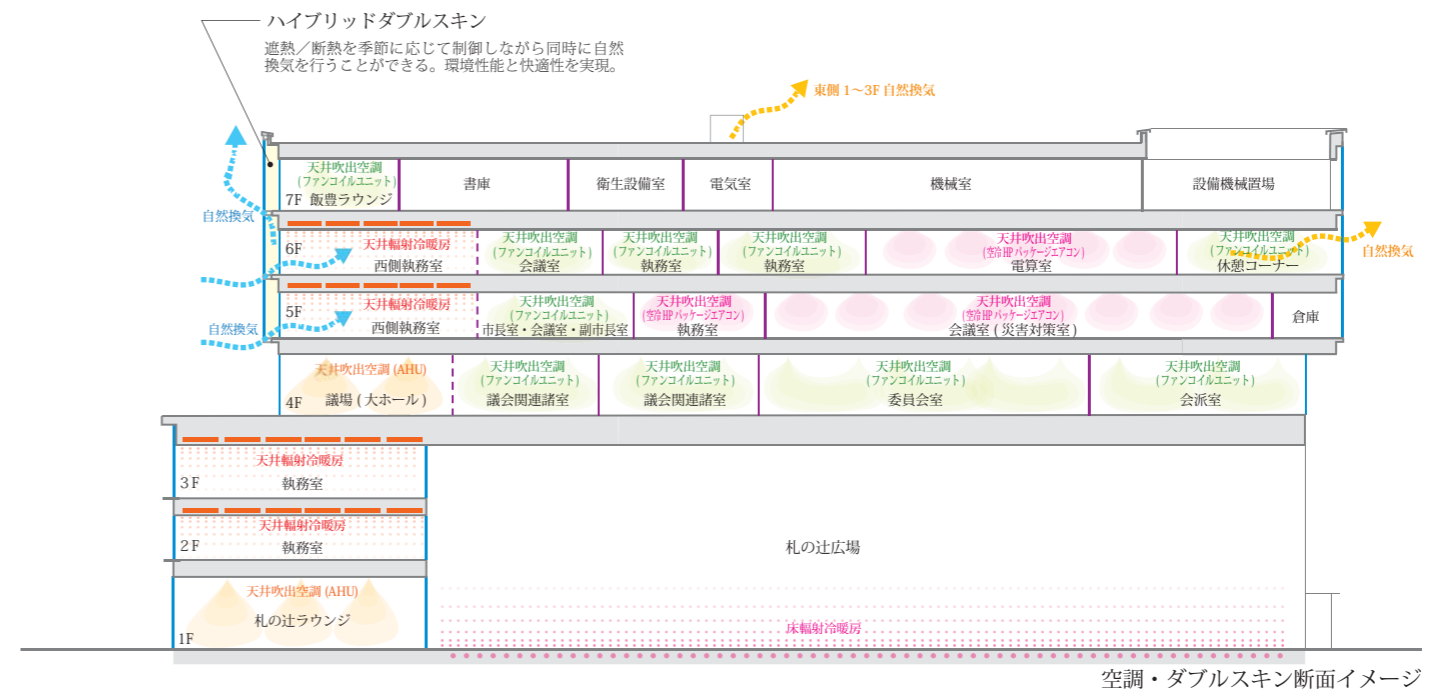 ハイブリッドダブルスキン
遮熱／断熱を季節に応じて制御しながら同時に自然
換気を行うことができる。環境性能と快適性を実現。
東側 1～3F 自然換気
天井吹出空調
(ファンコイルユニット)
7F 飯豊ラウンジ
書庫
衛生設備室
電気室
機械室
設備機械置場
自然換気
6F
天井輻射冷暖房
西側執務室
天井吹出空調
(ファンコイルユニット)
会議室
天井吹出空調
(ファンコイルユニット)
執務室
天井吹出空調
(ファンコイルユニット)
執務室
天井吹出空調
(空冷HPパッケージエアコン)
電算室
天井吹出空調
(ファンコイルユニット)
休憩コーナー
自然換気
自然換気
5F
天井輻射冷暖房
西側執務室
天井吹出空調
(ファンコイルユニット)
市長室・会議室・副市長室
天井吹出空調
(空冷HPパッケージエアコン)
執務室
天井吹出空調
(空冷HPパッケージエアコン)
会議室 ( 災害対策室 )
倉庫
天井吹出空調 (AHU)
4F 議場 ( 大ホール )
天井吹出空調
(ファンコイルユニット)
議会関連諸室
天井吹出空調
(ファンコイルユニット)
議会関連諸室
天井吹出空調
(ファンコイルユニット)
委員会室
天井吹出空調
(ファンコイルユニット)
会派室
天井輻射冷暖房
3F 執務室
天井輻射冷暖房
2F 執務室
札の辻広場
天井吹出空調 (AHU)
札の辻ラウンジ
1F
床輻射冷暖房
空調・ダブルスキン断面イメージ